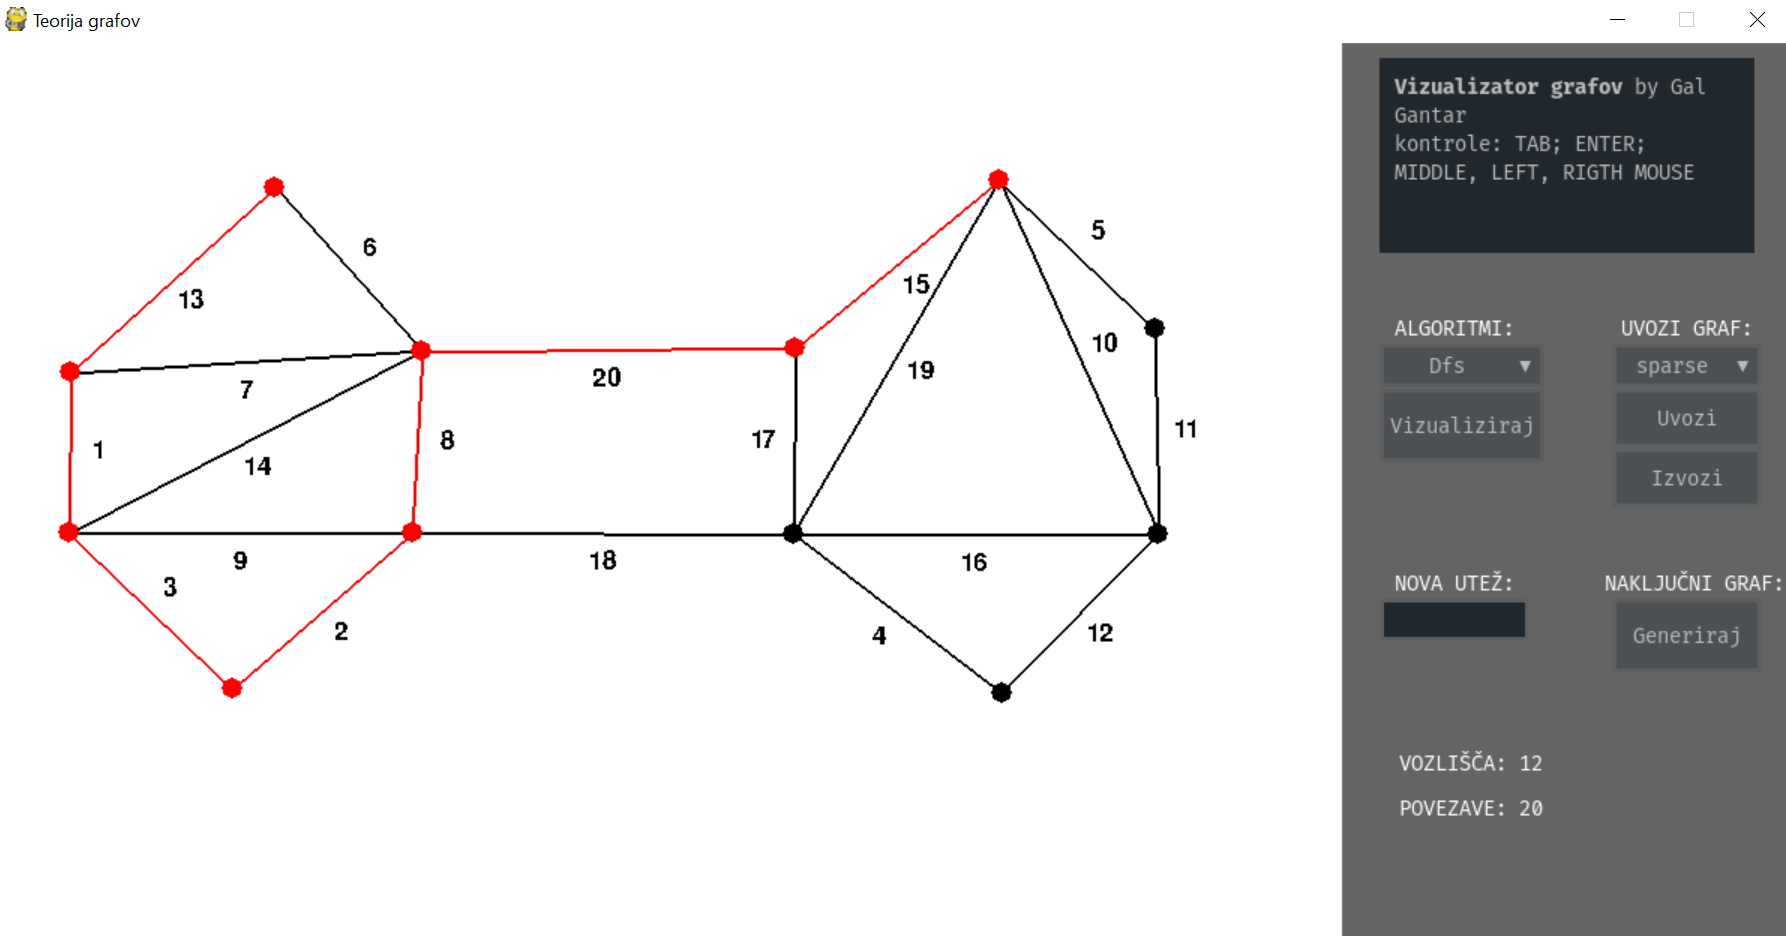 Teorija grafov
Vizualizator grafov by Gal
Gantar
kontrole: TAB; ENTER;
MIDDLE, LEFT, RIGTH MOUSE
ALGORITMI: UVOZI GRAF:
Dfs ▼ sparse ▼
Vizualiziraj
Uvozi
Izvozi
NOVA UTEŽ: NAKLJUČNI GRAF:
Generiraj
VOZLIŠČA: 12
POVEZAVE: 20
6
5
13
15
10
19
7
20
1
8
17
11
14
9
18
16
3
2
4
12